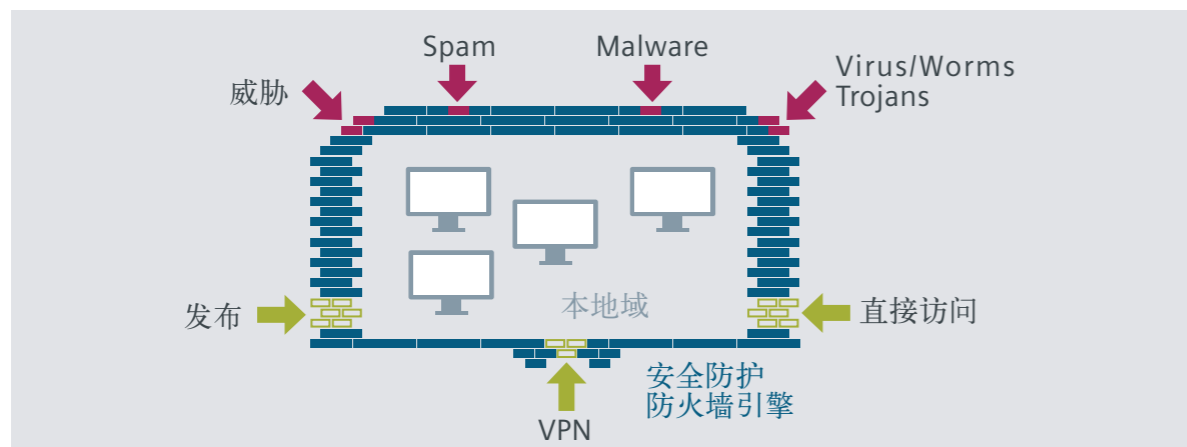 Spam
Malware
Virus/Worms
Trojans
威胁
发布
本地域
直接访问
安全防护
防火墙引擎
VPN